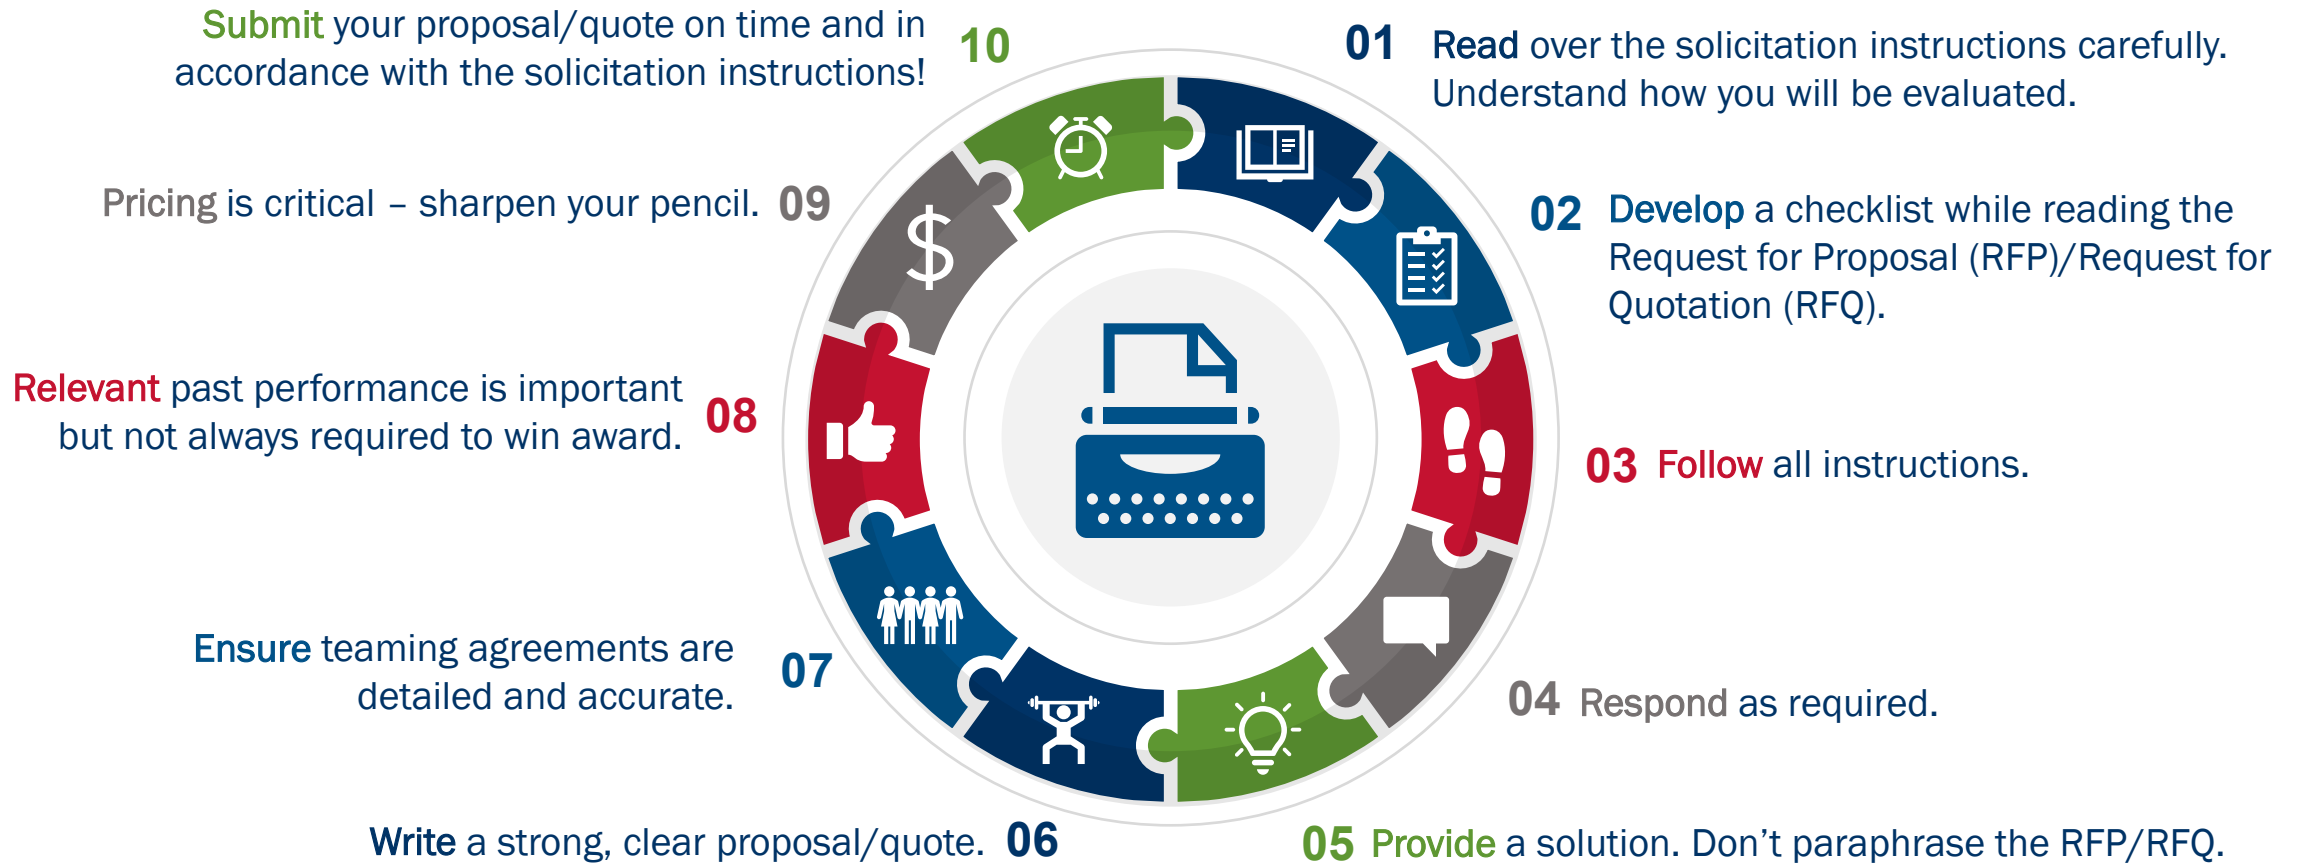 01 Read over the solicitation instructions carefully.
Understand how you will be evaluated.
02 Develop a checklist while reading the
Request for Proposal (RFP)/Request for
Quotation (RFQ).
03 Follow all instructions.
04 Respond as required.
05 Provide a solution. Don’t paraphrase the RFP/RFQ.
Write a strong, clear proposal/quote. 06
Ensure teaming agreements are
detailed and accurate. 07
Relevant past performance is important
but not always required to win award. 08
Pricing is critical – sharpen your pencil. 09
Submit your proposal/quote on time and in
accordance with the solicitation instructions! 10
$